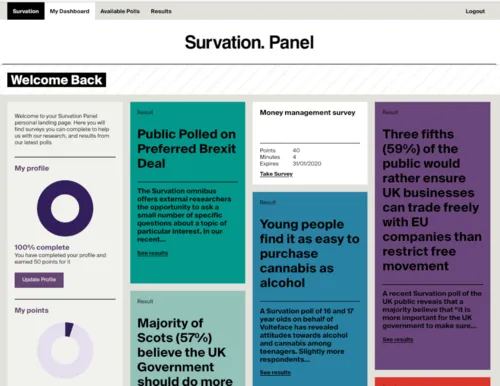 Survation
My Dashboard
Available Polls
Results
Logout
Survation. Panel
Welcome Back
Welcome to your Survation Panel
personal landing page. Here you will
find surveys you can complete to help
us with our research, and results from
our latest polls.
My profile
100% complete
You have completed your profile and
earned 50 points for it
Update Profile
My points
Result
Public Polled on
Preferred Brexit
Deal
The Survation omnibus
offers external researchers
the opportunity to ask a
small number of specific
questions about a topic of
particular interest. In our
recent...
See results
Result
Majority of
Scots (57%)
believe the UK
Government
should do more
Money management survey
Points 40
Minutes 4
Expires 31/01/2020
Take Survey
Result
Young people
find it as easy to
purchase
cannabis as
alcohol
A Survation poll of 16 and 17
year olds on behalf of
Volteface has revealed
attitudes towards alcohol
and cannabis among
teenagers. Slightly more
respondents...
See results
Result
Three fifths
(59%) of the
public would
rather ensure
UK businesses
can trade freely
with EU
companies than
restrict free
movement
A recent Survation poll of the
UK public reveals that a
majority believe that "it is
more important for the UK
government to make sure...
See results